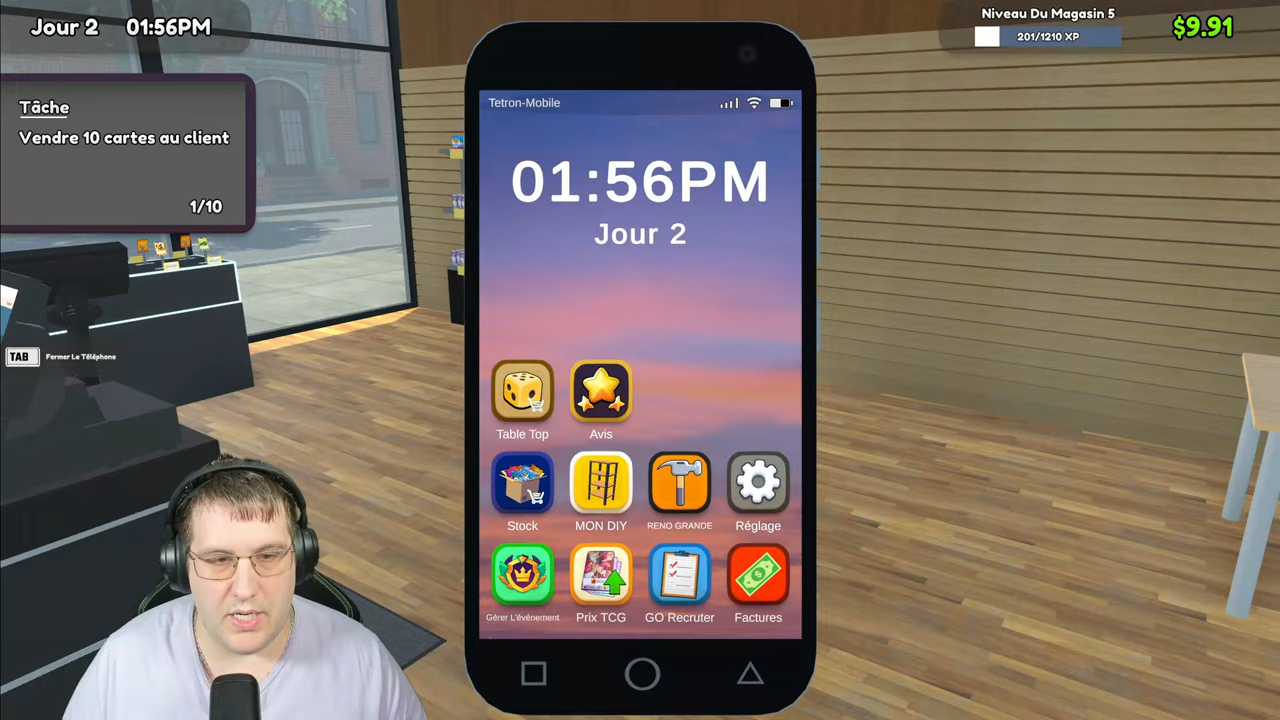 Jour 2 01:56PM
Niveau Du Magasin 5
201/1210 XP
$9.91
Tâche
Vendre 10 cartes au client
1/10
TAB Fermer Le Téléphone
Tetron-Mobile
01:56PM
Jour 2
Table Top Avis
Stock MON DIY RENO GRANDE Réglage
Gérer L'événement Prix TCG GO Recruter Factures